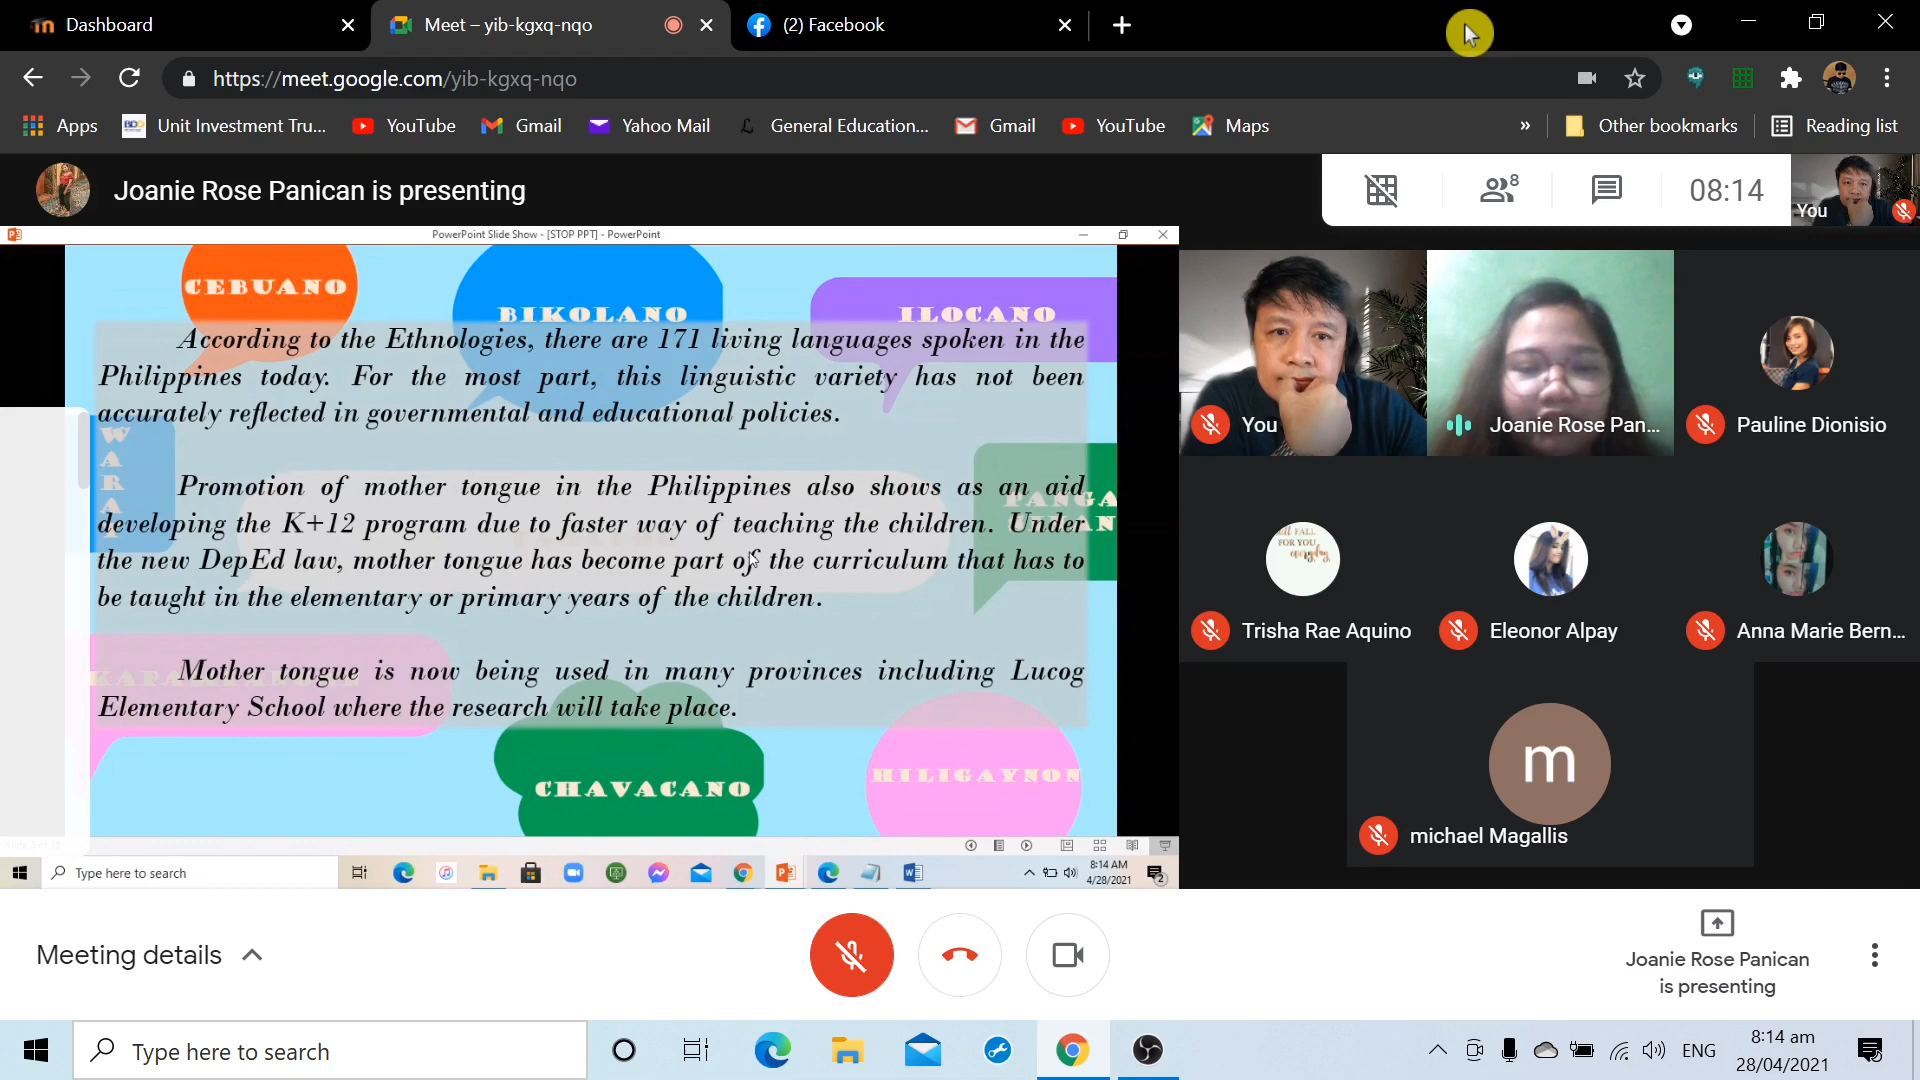 Dashboard
Meet – yib-kgxq-nqo
(2) Facebook
https://meet.google.com/yib-kgxq-nqo
Apps
Unit Investment Tru...
YouTube
Gmail
Yahoo Mail
General Education...
Gmail
YouTube
Maps
»
Other bookmarks
Reading list
Joanie Rose Panican is presenting
8
08:14
You
PowerPoint Slide Show - [STOP PPT] - PowerPoint
CEBUANO
BIKOLANO
ILOCANO
According to the Ethnologies, there are 171 living languages spoken in the
Philippines today. For the most part, this linguistic variety has not been
accurately reflected in governmental and educational policies.
WARAY
PANGA
Promotion of mother tongue in the Philippines also shows as an aid
developing the K+12 program due to faster way of teaching the children. Under
the new DepEd law, mother tongue has become part of the curriculum that has to
be taught in the elementary or primary years of the children.
Mother tongue is now being used in many provinces including Lucog
Elementary School where the research will take place.
CHAVACANO
HILIGAYNON
You
Joanie Rose Pan...
Pauline Dionisio
FALL
FOR YOU
everyday
Trisha Rae Aquino
Eleonor Alpay
Anna Marie Bern...
m
michael Magallis
Type here to search
8:14 AM
4/28/2021
2
Meeting details
Joanie Rose Panican
is presenting
Type here to search
ENG
8:14 am
28/04/2021